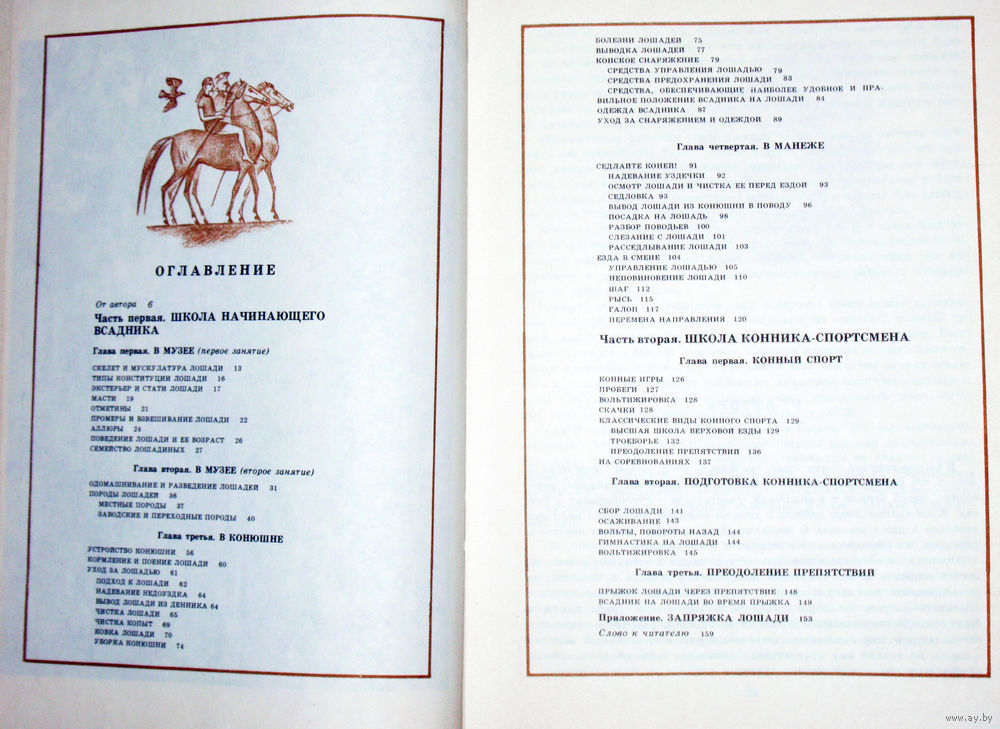 ОГЛАВЛЕНИЕ
От автора 6
Часть первая. ШКОЛА НАЧИНАЮЩЕГО
ВСАДНИКА
Глава первая. В МУЗЕЕ (первое занятие)
СКЕЛЕТ И МУСКУЛАТУРА ЛОШАДИ 13
ТИПЫ КОНСТИТУЦИИ ЛОШАДИ 16
ЭКСТЕРЬЕР И СТАТИ ЛОШАДИ 17
МАСТИ 19
ОТМЕТИНЫ 21
ПРОМЕРЫ И ВЗВЕШИВАНИЕ ЛОШАДИ 22
АЛЛЮРЫ 24
ПОВЕДЕНИЕ ЛОШАДИ И ЕЕ ВОЗРАСТ 26
СЕМЕЙСТВО ЛОШАДИНЫХ 27
Глава вторая. В МУЗЕЕ (второе занятие)
ОДОМАШНИВАНИЕ И РАЗВЕДЕНИЕ ЛОШАДЕЙ 31
ПОРОДЫ ЛОШАДЕЙ 36
МЕСТНЫЕ ПОРОДЫ 37
ЗАВОДСКИЕ И ПЕРЕХОДНЫЕ ПОРОДЫ 40
Глава третья. В КОНЮШНЕ
УСТРОЙСТВО КОНЮШНИ 56
КОРМЛЕНИЕ И ПОЕНИЕ ЛОШАДИ 60
УХОД ЗА ЛОШАДЬЮ 61
ПОДХОД К ЛОШАДИ 62
НАДЕВАНИЕ НЕДОУЗДКА 64
ВЫВОД ЛОШАДИ ИЗ ДЕННИКА 64
ЧИСТКА ЛОШАДИ 65
ЧИСТКА КОПЫТ 69
КОВКА ЛОШАДИ 70
УБОРКА КОНЮШНИ 74
БОЛЕЗНИ ЛОШАДЕЙ 75
ВЫВОДКА ЛОШАДЕЙ 77
КОНСКОЕ СНАРЯЖЕНИЕ 79
СРЕДСТВА УПРАВЛЕНИЯ ЛОШАДЬЮ 79
СРЕДСТВА ПРЕДОХРАНЕНИЯ ЛОШАДИ 83
СРЕДСТВА, ОБЕСПЕЧИВАЮЩИЕ НАИБОЛЕЕ УДОБНОЕ И ПРА-
ВИЛЬНОЕ ПОЛОЖЕНИЕ ВСАДНИКА НА ЛОШАДИ 84
ОДЕЖДА ВСАДНИКА 87
УХОД ЗА СНАРЯЖЕНИЕМ И ОДЕЖДОЙ 89
Глава четвертая. В МАНЕЖЕ
СЕДЛАЙТЕ КОНЕЙ! 91
НАДЕВАНИЕ УЗДЕЧКИ 92
ОСМОТР ЛОШАДИ И ЧИСТКА ЕЕ ПЕРЕД ЕЗДОЙ 93
СЕДЛОВКА 93
ВЫВОД ЛОШАДИ ИЗ КОНЮШНИ В ПОВОДУ 96
ПОСАДКА НА ЛОШАДЬ 98
РАЗБОР ПОВОДЬЕВ 100
СЛЕЗАНИЕ С ЛОШАДИ 101
РАССЕДЛЫВАНИЕ ЛОШАДИ 103
ЕЗДА В СМЕНЕ 104
УПРАВЛЕНИЕ ЛОШАДЬЮ 105
НЕПОВИНОВЕНИЕ ЛОШАДИ 110
ШАГ 112
РЫСЬ 115
ГАЛОП 117
ПЕРЕМЕНА НАПРАВЛЕНИЯ 120
Часть вторая. ШКОЛА КОННИКА-СПОРТСМЕНА
Глава первая. КОННЫЙ СПОРТ
КОННЫЕ ИГРЫ 126
ПРОБЕГИ 127
ВОЛЬТИЖИРОВКА 128
СКАЧКИ 128
КЛАССИЧЕСКИЕ ВИДЫ КОННОГО СПОРТА 129
ВЫСШАЯ ШКОЛА ВЕРХОВОЙ ЕЗДЫ 129
ТРОЕБОРЬЕ 132
ПРЕОДОЛЕНИЕ ПРЕПЯТСТВИЙ 136
НА СОРЕВНОВАНИЯХ 137
Глава вторая. ПОДГОТОВКА КОННИКА-СПОРТСМЕНА
СБОР ЛОШАДИ 141
ОСАЖИВАНИЕ 143
ВОЛЬТЫ, ПОВОРОТЫ НАЗАД 144
ГИМНАСТИКА НА ЛОШАДИ 144
ВОЛЬТИЖИРОВКА 145
Глава третья. ПРЕОДОЛЕНИЕ ПРЕПЯТСТВИЙ
ПРЫЖОК ЛОШАДИ ЧЕРЕЗ ПРЕПЯТСТВИЕ 148
ВСАДНИК НА ЛОШАДИ ВО ВРЕМЯ ПРЫЖКА 149
Приложение. ЗАПРЯЖКА ЛОШАДИ 153
Слово к читателю 159
www.ay.by